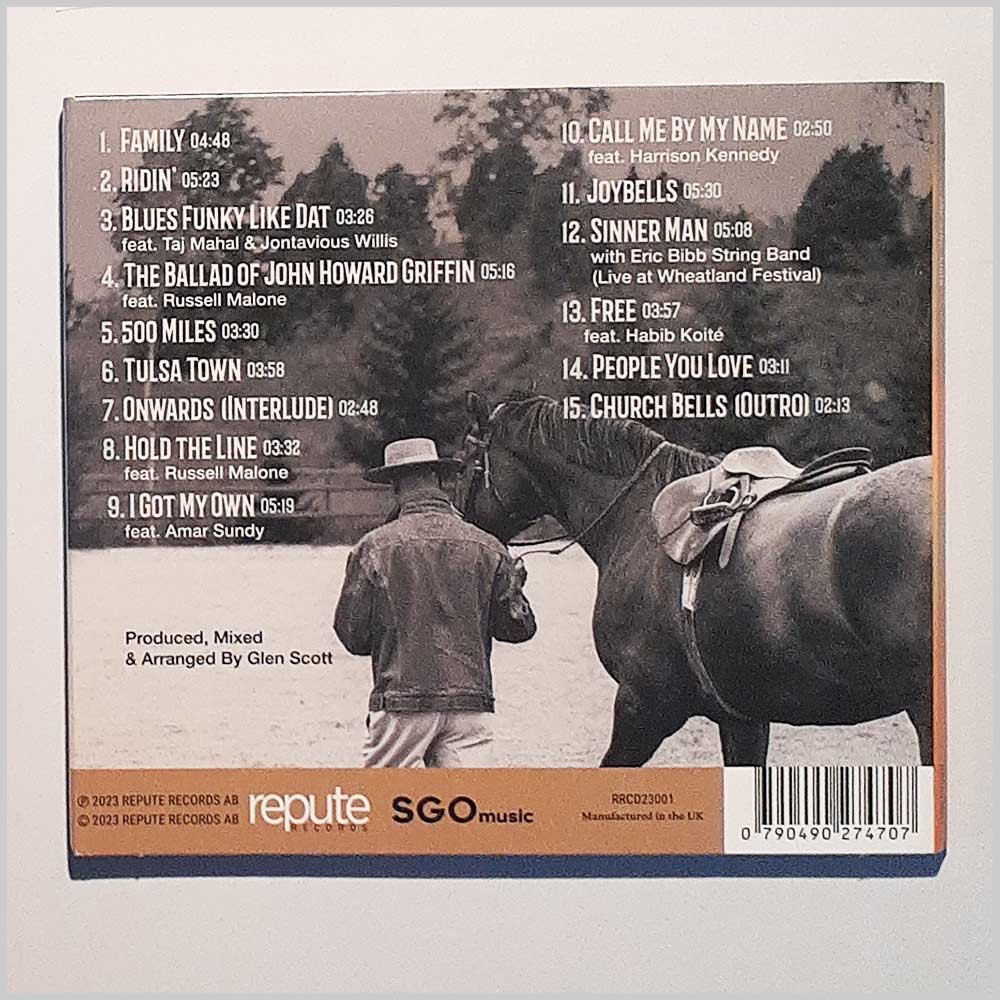 1. FAMILY 04:48
2. RIDIN' 05:23
3. BLUES FUNKY LIKE DAT 03:26
feat. Taj Mahal & Jontavious Willis
4. THE BALLAD OF JOHN HOWARD GRIFFIN 05:16
feat. Russell Malone
5. 500 MILES 03:30
6. TULSA TOWN 03:58
7. ONWARDS (INTERLUDE) 02:48
8. HOLD THE LINE 03:32
feat. Russell Malone
9. I GOT MY OWN 05:19
feat. Amar Sundy
10. CALL ME BY MY NAME 02:50
feat. Harrison Kennedy
11. JOYBELLS 05:30
12. SINNER MAN 05:08
with Eric Bibb String Band
(Live at Wheatland Festival)
13. FREE 03:57
feat. Habib Koité
14. PEOPLE YOU LOVE 03:11
15. CHURCH BELLS (OUTRO) 02:13
Produced, Mixed
& Arranged By Glen Scott
℗ 2023 REPUTE RECORDS AB
© 2023 REPUTE RECORDS AB
repute
RECORDS
SGOmusic
RRCD23001
Manufactured in the UK
0 790490 274707